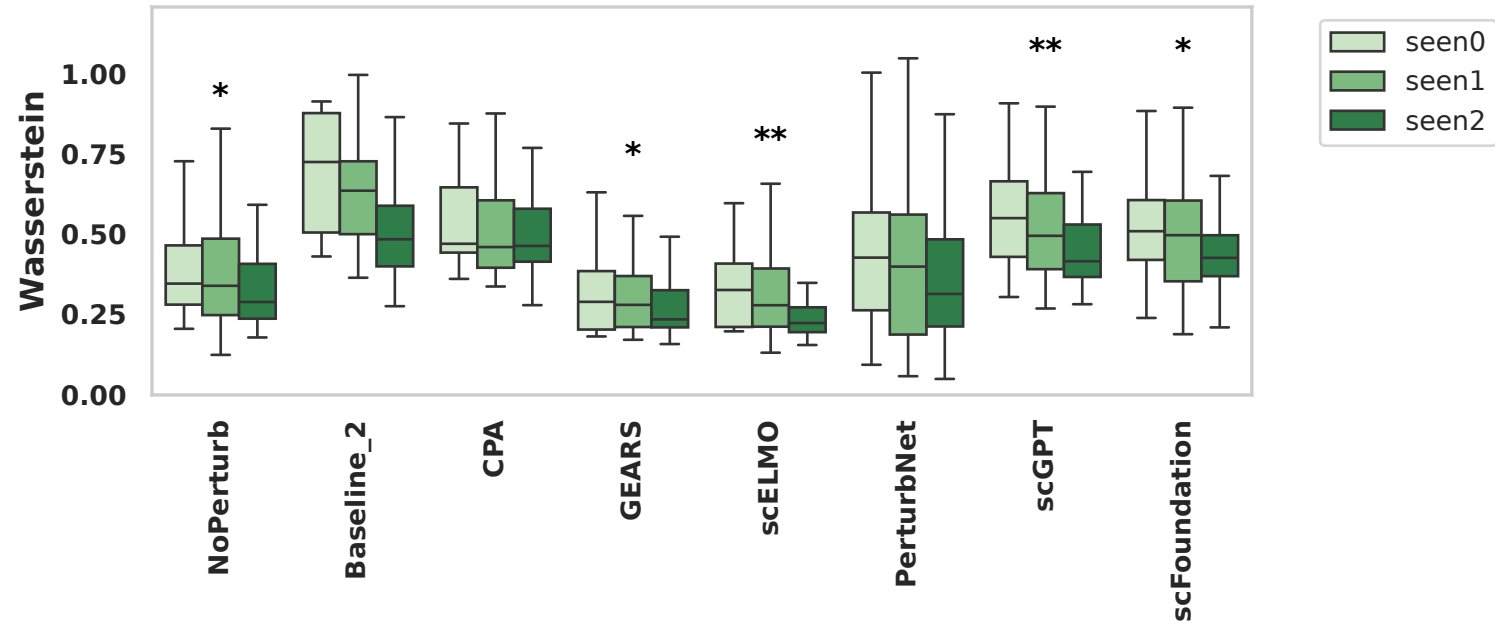 Wasserstein
1.00
0.75
0.50
0.25
0.00
*
*
**
**
*
NoPerturb
Baseline_2
CPA
GEARS
scELMO
PerturbNet
scGPT
scFoundation
seen0
seen1
seen2